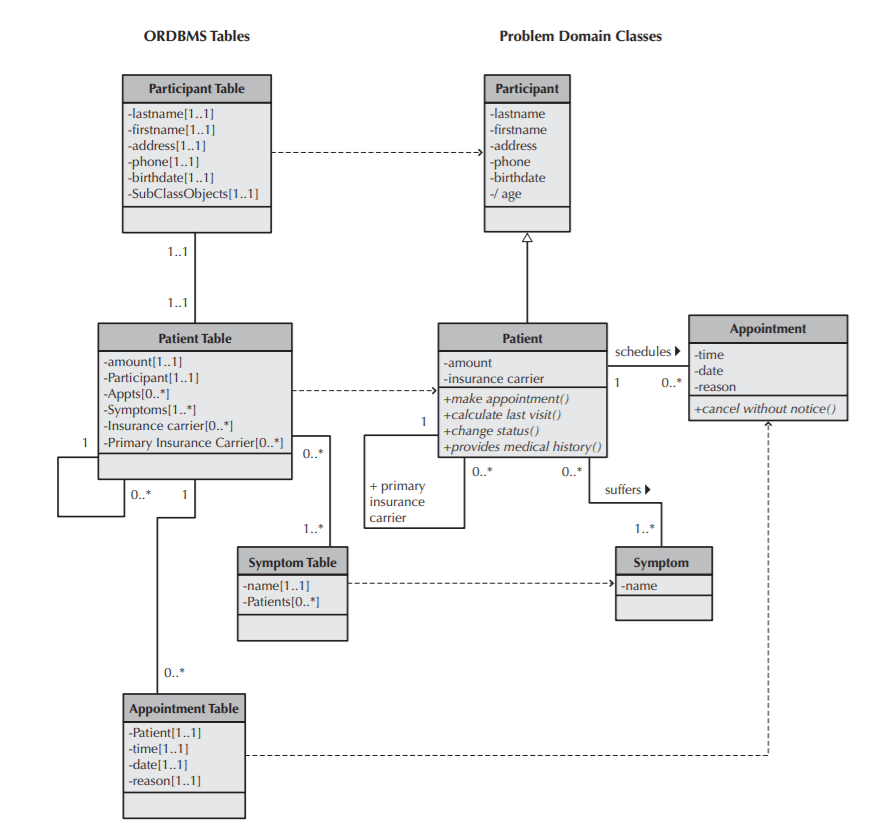 ORDBMS Tables
Problem Domain Classes
Participant Table
-lastname[1..1]
-firstname[1..1]
-address[1..1]
-phone[1..1]
-birthdate[1..1]
-SubClassObjects[1..1]
Participant
-lastname
-firstname
-address
-phone
-birthdate
-/ age
1..1
1..1
Patient Table
-amount[1..1]
-Participant[1..1]
-Appts[0..*]
-Symptoms[1..*]
-Insurance carrier[0..*]
-Primary Insurance Carrier[0..*]
Patient
-amount
-insurance carrier
+make appointment()
+calculate last visit()
+change status()
+provides medical history()
schedules
1
0..*
Appointment
-time
-date
-reason
+cancel without notice()
1
0..*
1
0..*
1..*
1
0..*
+ primary
insurance
carrier
0..*
suffers
1..*
Symptom Table
-name[1..1]
-Patients[0..*]
Symptom
-name
0..*
Appointment Table
-Patient[1..1]
-time[1..1]
-date[1..1]
-reason[1..1]